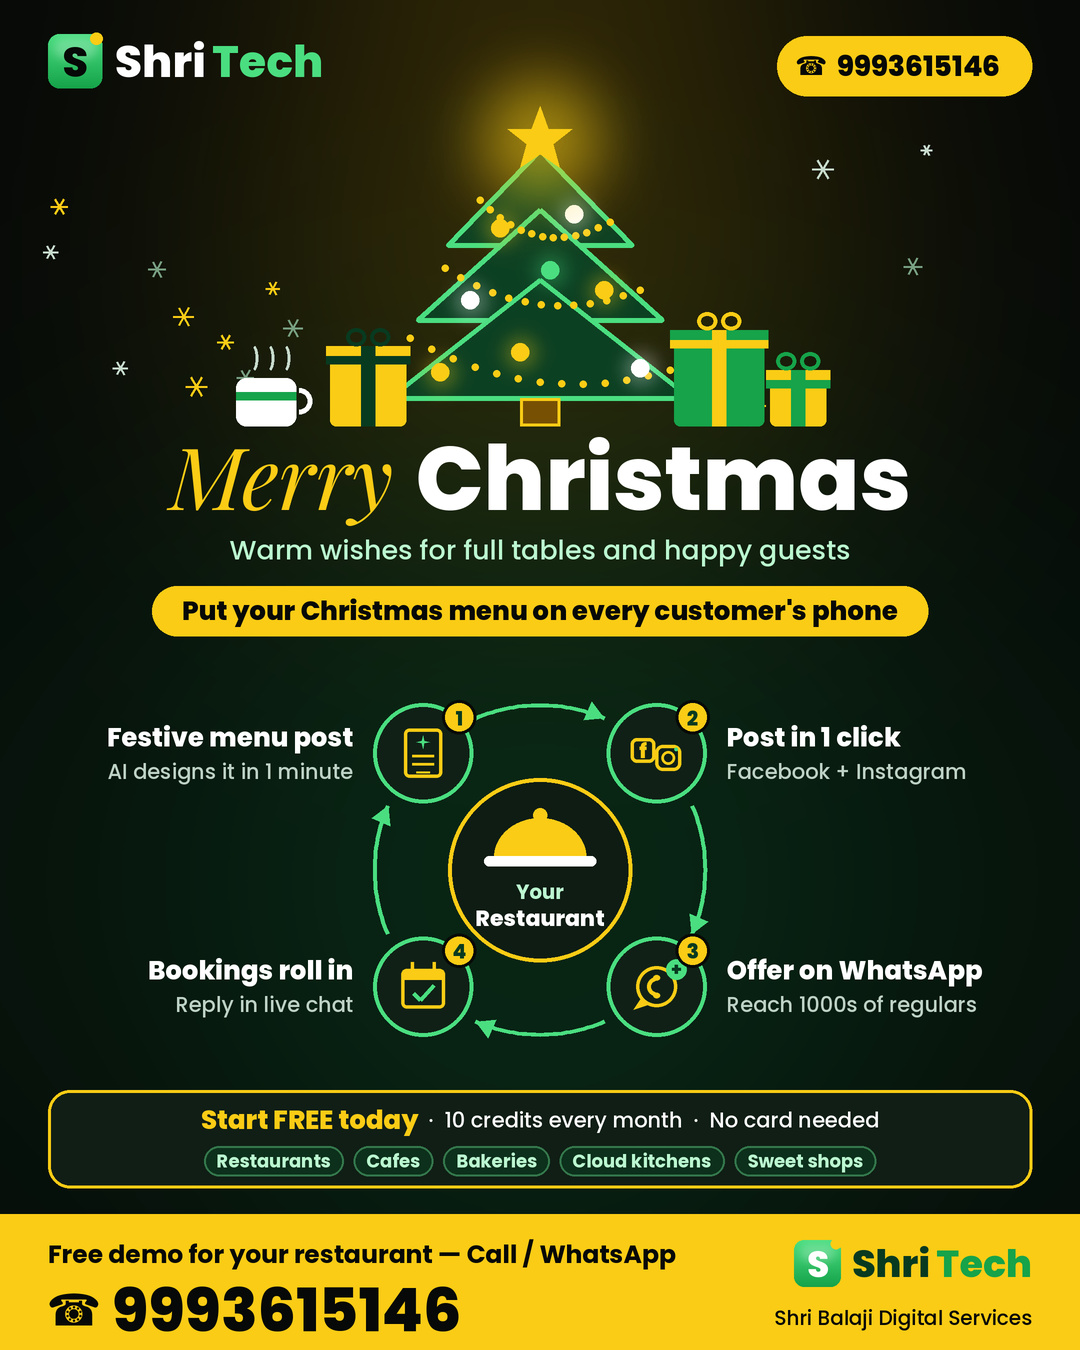 S Shri Tech
☎ 9993615146
Merry Christmas
Warm wishes for full tables and happy guests
Put your Christmas menu on every customer's phone
1
Festive menu post
AI designs it in 1 minute
2
f
Post in 1 click
Facebook + Instagram
Your
Restaurant
4
Bookings roll in
Reply in live chat
3
Offer on WhatsApp
Reach 1000s of regulars
Start FREE today · 10 credits every month · No card needed
Restaurants Cafes Bakeries Cloud kitchens Sweet shops
Free demo for your restaurant — Call / WhatsApp
☎ 9993615146
S Shri Tech
Shri Balaji Digital Services